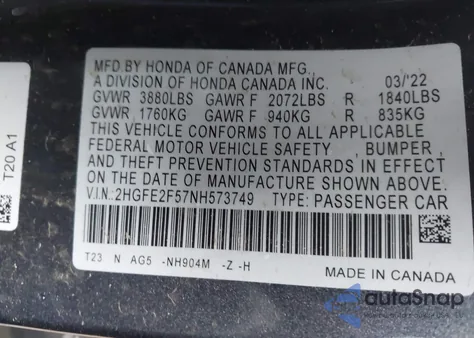 MFD.BY HONDA OF CANADA MFG.,
A DIVISION OF HONDA CANADA INC. 03/'22
GVWR 3880LBS GAWR F 2072LBS R 1840LBS
GVWR 1760KG GAWR F 940KG R 835KG
THIS VEHICLE CONFORMS TO ALL APPLICABLE
FEDERAL MOTOR VEHICLE SAFETY , BUMPER ,
AND THEFT PREVENTION STANDARDS IN EFFECT
ON THE DATE OF MANUFACTURE SHOWN ABOVE.
V.I.N.:2HGFE2F57NH573749 TYPE: PASSENGER CAR
T23 N AG5 -NH904M -Z -H
MADE IN CANADA
T20 A1
autoSnap